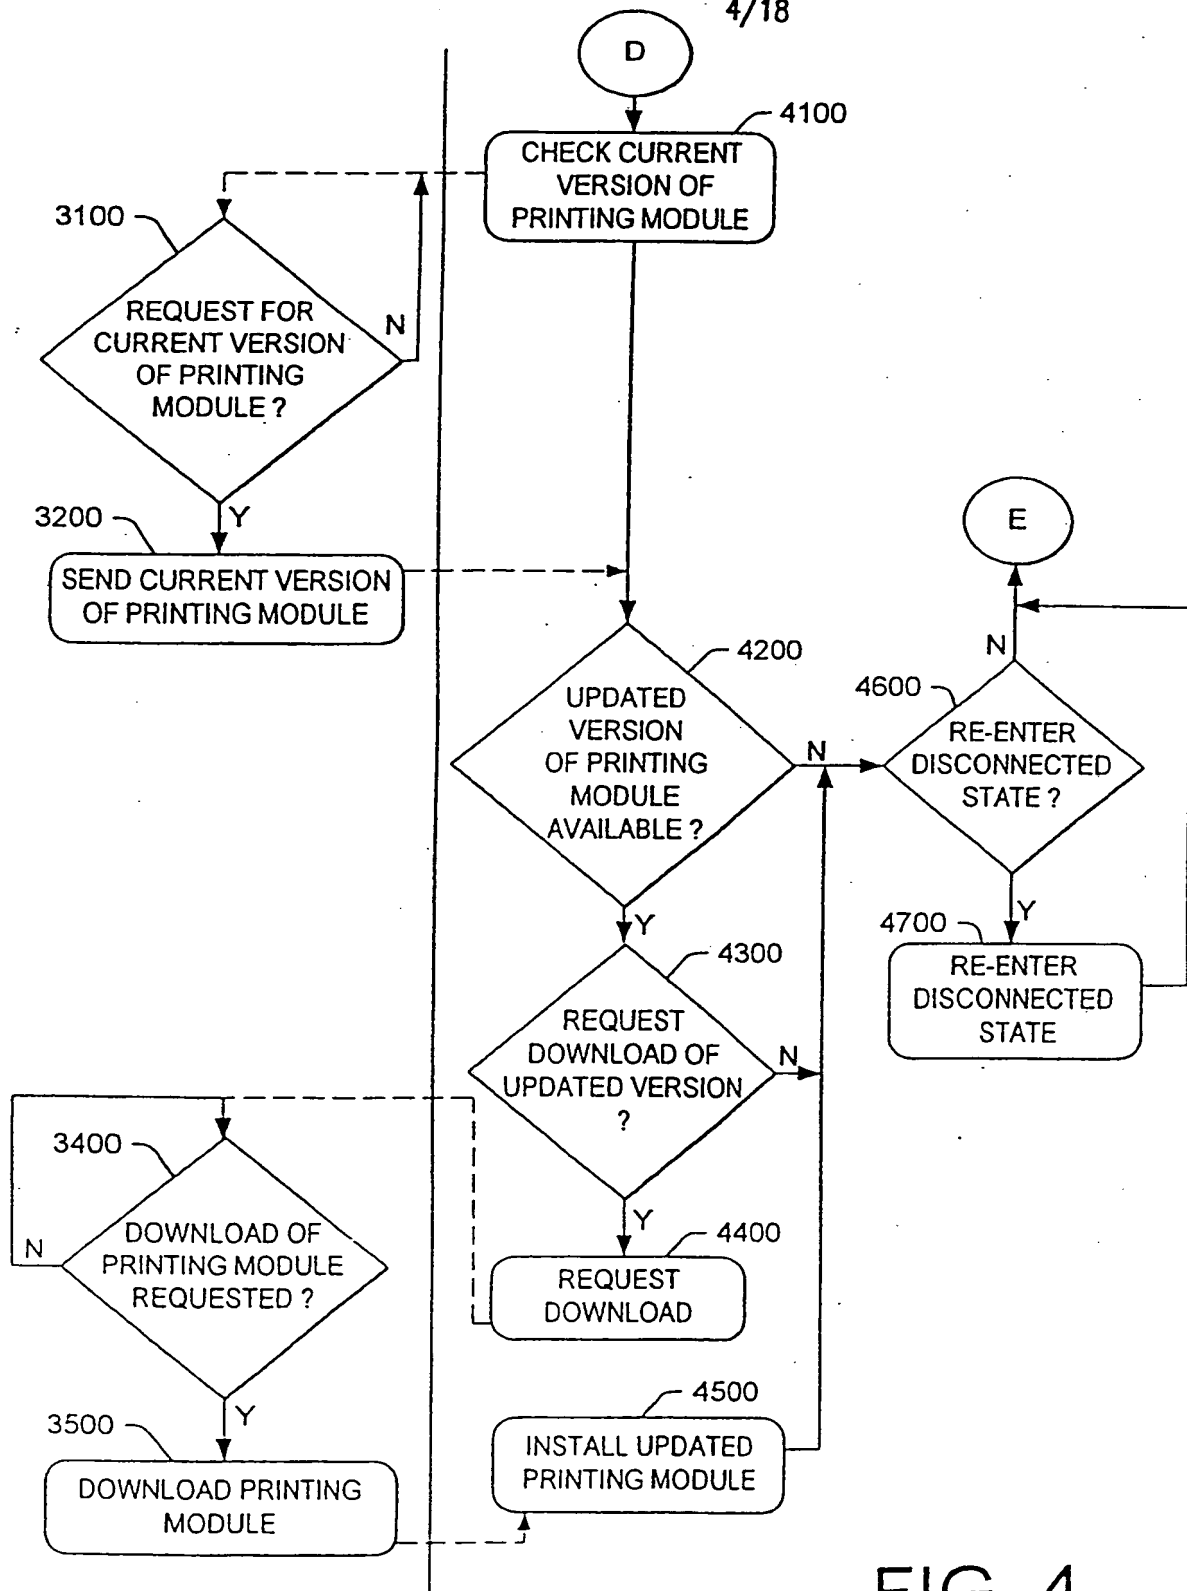 4/18
D
4100
CHECK CURRENT
VERSION OF
PRINTING MODULE
3100
REQUEST FOR
CURRENT VERSION
OF PRINTING
MODULE ?
N
Y
3200
SEND CURRENT VERSION
OF PRINTING MODULE
4200
UPDATED
VERSION
OF PRINTING
MODULE
AVAILABLE ?
N
Y
E
N
4600
RE-ENTER
DISCONNECTED
STATE ?
Y
4700
RE-ENTER
DISCONNECTED
STATE
4300
REQUEST
DOWNLOAD OF
UPDATED VERSION
?
N
Y
4400
REQUEST
DOWNLOAD
3400
DOWNLOAD OF
PRINTING MODULE
REQUESTED ?
N
Y
3500
DOWNLOAD PRINTING
MODULE
4500
INSTALL UPDATED
PRINTING MODULE
FIG. 4